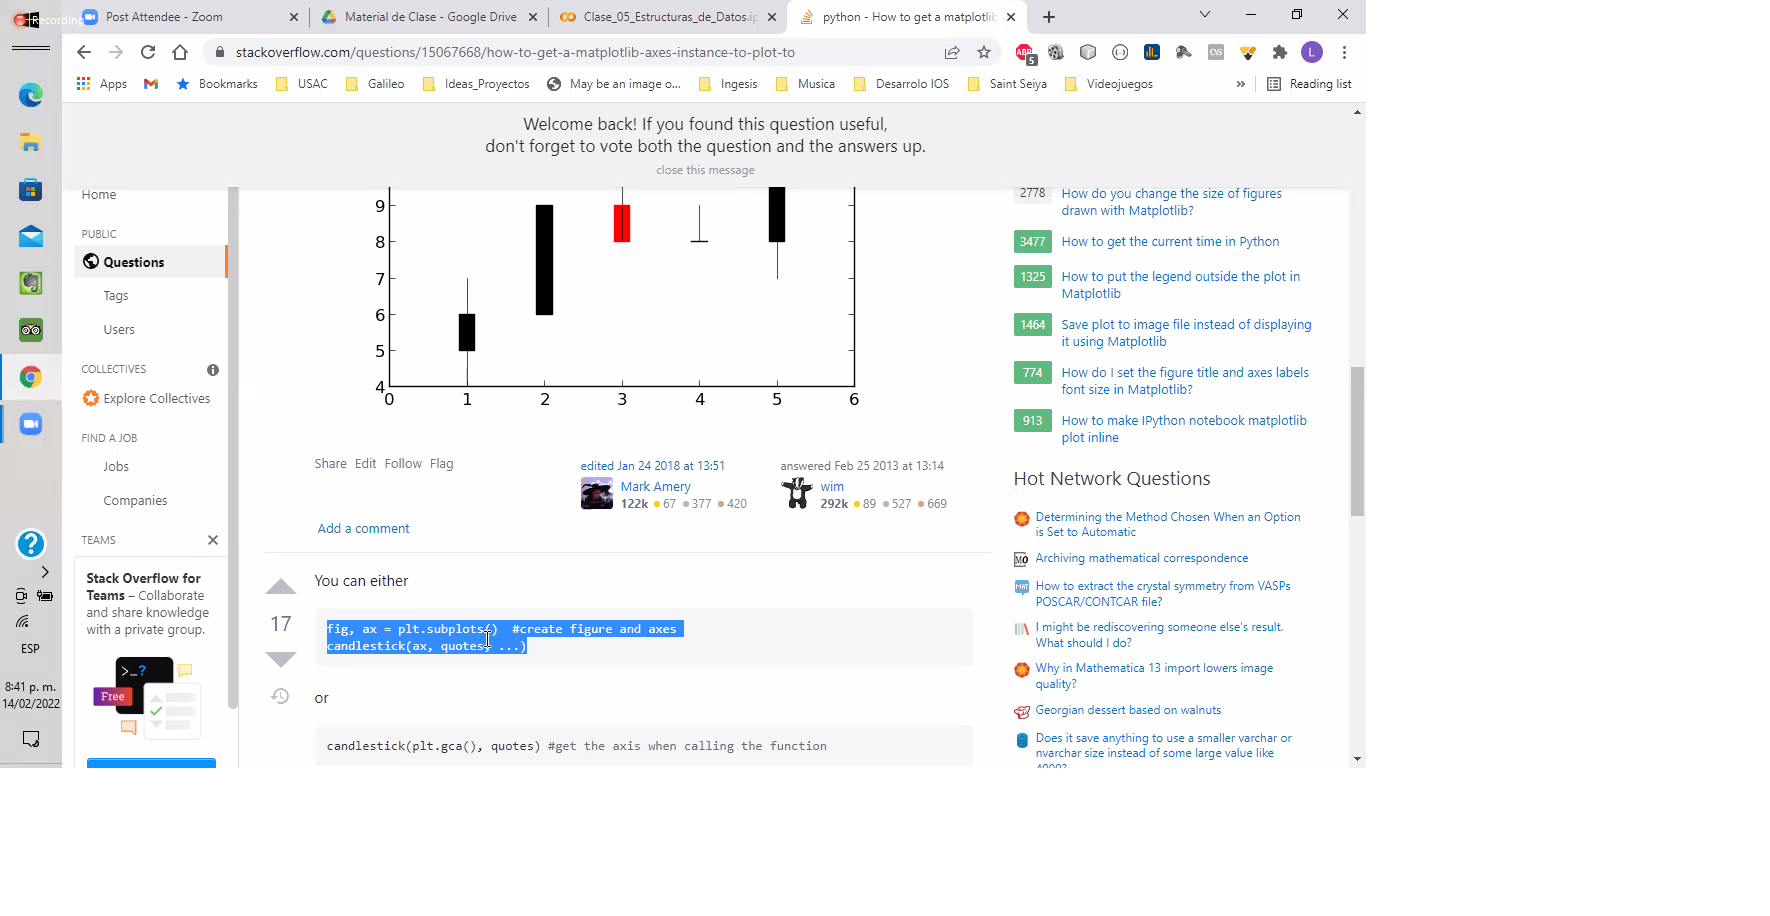 Recording
Post Attendee - Zoom
Material de Clase - Google Drive
Clase_05_Estructuras de Datos.ip
python - How to get a matplotlib
stackoverflow.com/questions/15067668/how-to-get-a-matplotlib-axes-instance-to-plot-to
ABP
5
L
Apps
Bookmarks
USAC
Galileo
Ideas_Proyectos
May be an image o...
Ingesis
Musica
Desarrolo IOS
Saint Seiya
Videojuegos
»
Reading list
Welcome back! If you found this question useful,
don't forget to vote both the question and the answers up.
close this message
Home
PUBLIC
Questions
Tags
Users
COLLECTIVES
Explore Collectives
FIND A JOB
Jobs
Companies
TEAMS
Stack Overflow for
Teams – Collaborate
and share knowledge
with a private group.
>_?
Free
ESP
8:41 p. m.
14/02/2022
9
8
7
6
5
4
0 1 2 3 4 5 6
Share Edit Follow Flag
edited Jan 24 2018 at 13:51
Mark Amery
122k 67 377 420
answered Feb 25 2013 at 13:14
wim
292k 89 527 669
Add a comment
You can either
17
fig, ax = plt.subplots() #create figure and axes
candlestick(ax, quotes, ...)
or
candlestick(plt.gca(), quotes) #get the axis when calling the function
2778 How do you change the size of figures
drawn with Matplotlib?
3477 How to get the current time in Python
1325 How to put the legend outside the plot in
Matplotlib
1464 Save plot to image file instead of displaying
it using Matplotlib
774 How do I set the figure title and axes labels
font size in Matplotlib?
913 How to make IPython notebook matplotlib
plot inline
Hot Network Questions
Determining the Method Chosen When an Option
is Set to Automatic
MO Archiving mathematical correspondence
How to extract the crystal symmetry from VASPs
POSCAR/CONTCAR file?
I might be rediscovering someone else's result.
What should I do?
Why in Mathematica 13 import lowers image
quality?
Georgian dessert based on walnuts
Does it save anything to use a smaller varchar or
nvarchar size instead of some large value like
4000?